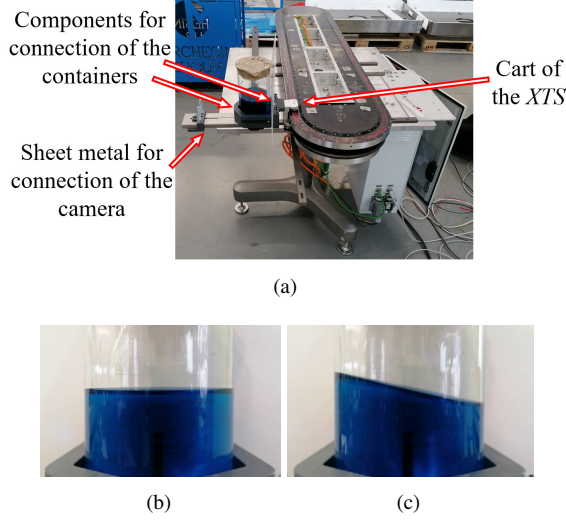 Components for
connection of the
containers
Cart of
the XTS
Sheet metal for
connection of the
camera
(a)
(b)
(c)